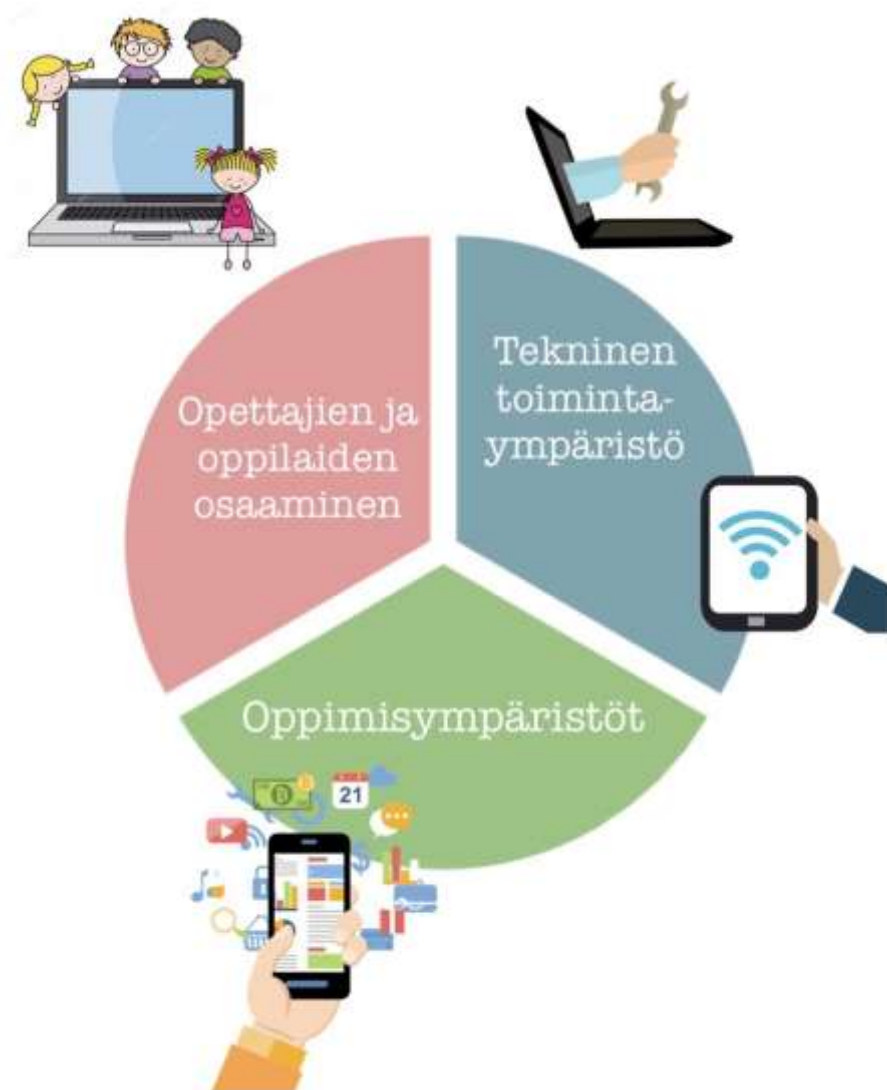 Opettajien ja
oppilaiden
osaaminen
Tekninen
toiminta-
ympäristö
Oppimisympäristöt
21